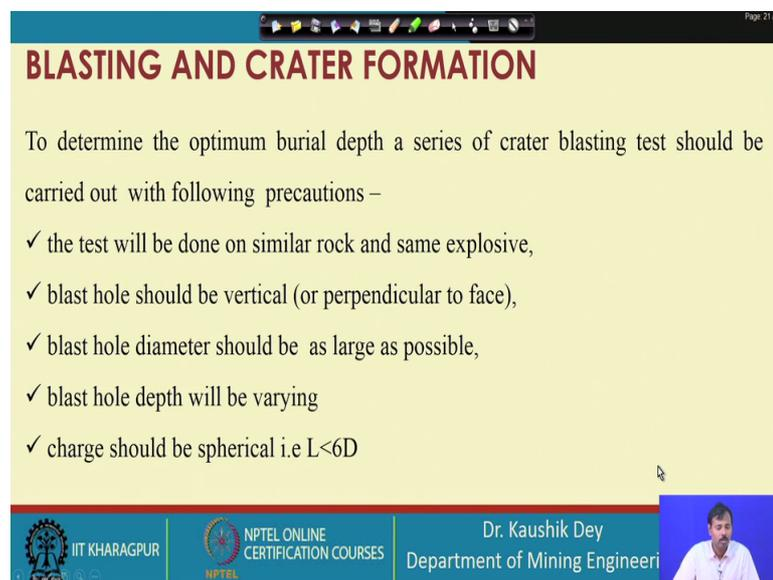 Page: 21
BLASTING AND CRATER FORMATION
To determine the optimum burial depth a series of crater blasting test should be
carried out with following precautions –
✓ the test will be done on similar rock and same explosive,
✓ blast hole should be vertical (or perpendicular to face),
✓ blast hole diameter should be as large as possible,
✓ blast hole depth will be varying
✓ charge should be spherical i.e L<6D
IIT KHARAGPUR
NPTEL
NPTEL ONLINE
CERTIFICATION COURSES
Dr. Kaushik Dey
Department of Mining Engineeri